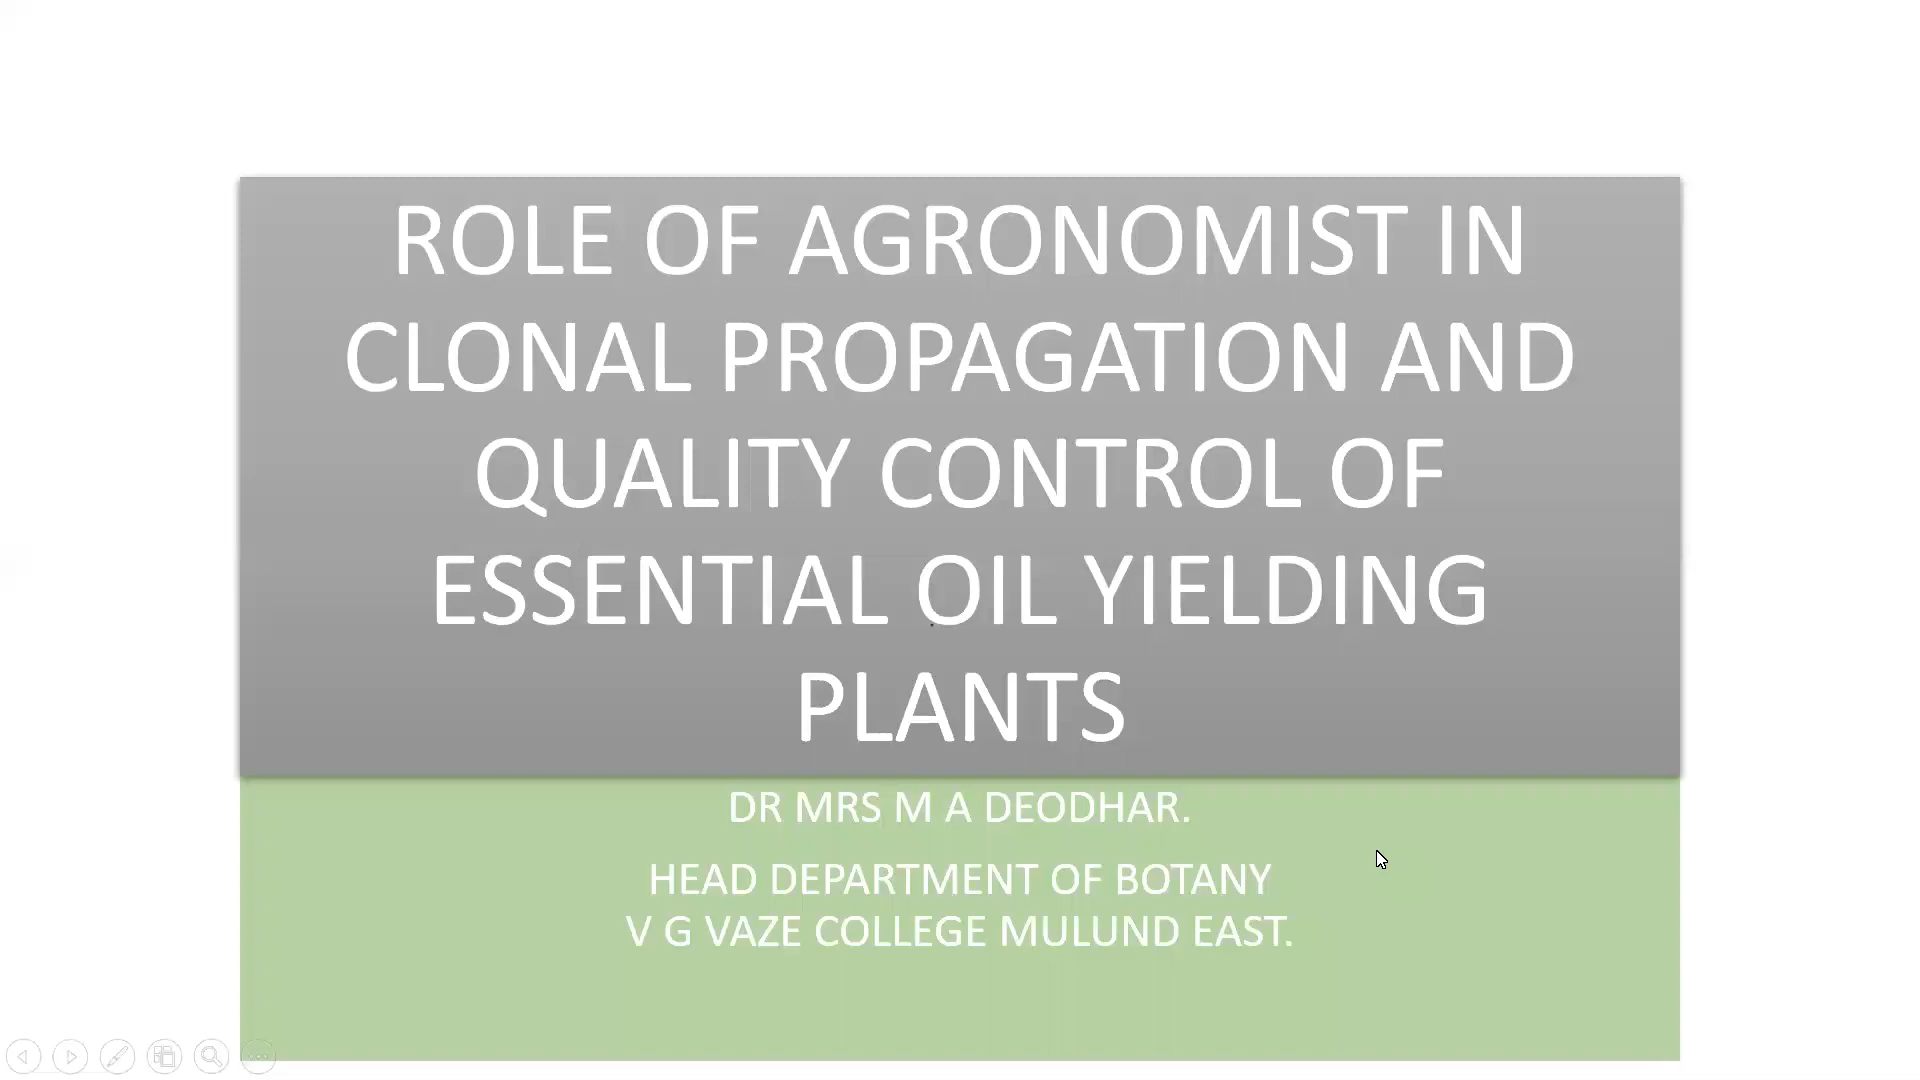 ROLE OF AGRONOMIST IN
CLONAL PROPAGATION AND
QUALITY CONTROL OF
ESSENTIAL OIL YIELDING
PLANTS
DR MRS M A DEODHAR.
HEAD DEPARTMENT OF BOTANY
V G VAZE COLLEGE MULUND EAST.